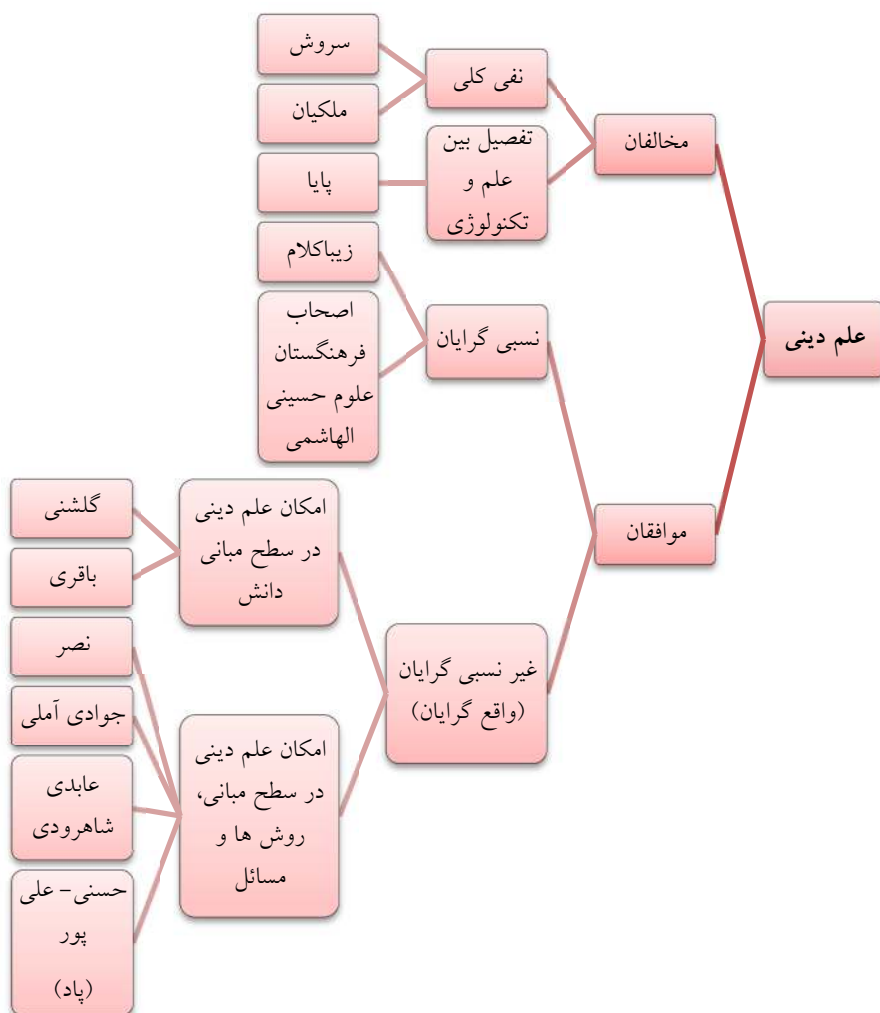 علم دینی
مخالفان
نفی کلی
سروش
ملکیان
تفصیل بین
علم و
تکنولوژی
پایا
موافقان
نسبی گرایان
زیباکلام
اصحاب
فرهنگستان
علوم حسینی
الهاشمی
غیر نسبی گرایان
(واقع گرایان)
امکان علم دینی
در سطح مبانی
دانش
گلشنی
باقری
امکان علم دینی
در سطح مبانی،
روش ها و
مسائل
نصر
جوادی آملی
عابدی
شاهرودی
حسنی- علی
پور
(پاد)